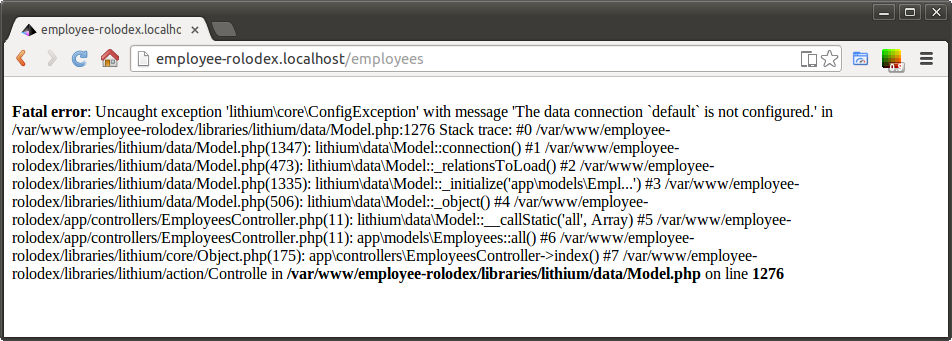 employee-rolodex.localho
employee-rolodex.localhost/employees
0.9
Fatal error: Uncaught exception 'lithium\core\ConfigException' with message 'The data connection `default` is not configured.' in
/var/www/employee-rolodex/libraries/lithium/data/Model.php:1276 Stack trace: #0 /var/www/employee-
rolodex/libraries/lithium/data/Model.php(1347): lithium\data\Model::connection() #1 /var/www/employee-
rolodex/libraries/lithium/data/Model.php(473): lithium\data\Model::_relationsToLoad() #2 /var/www/employee-
rolodex/libraries/lithium/data/Model.php(1335): lithium\data\Model::_initialize('app\models\Empl...') #3 /var/www/employee-
rolodex/libraries/lithium/data/Model.php(506): lithium\data\Model::_object() #4 /var/www/employee-
rolodex/app/controllers/EmployeesController.php(11): lithium\data\Model::__callStatic('all', Array) #5 /var/www/employee-
rolodex/app/controllers/EmployeesController.php(11): app\models\Employees::all() #6 /var/www/employee-
rolodex/libraries/lithium/core/Object.php(175): app\controllers\EmployeesController->index() #7 /var/www/employee-
rolodex/libraries/lithium/action/Controlle in /var/www/employee-rolodex/libraries/lithium/data/Model.php on line 1276